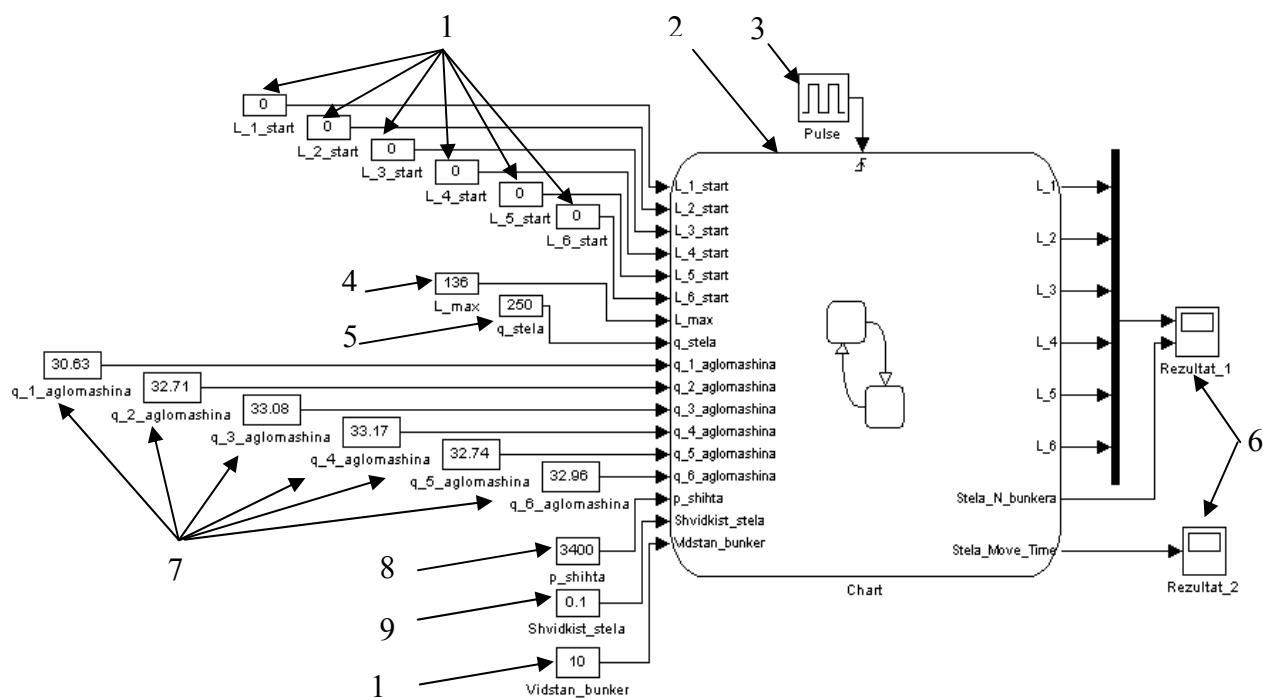 1
2
3
Pulse
0
L_1_start
0
L_2_start
0
L_3_start
0
L_4_start
0
L_5_start
0
L_6_start
4
136
L_max
5
250
q_stela
30.63
q_1_aglomashina
32.71
q_2_aglomashina
33.08
q_3_aglomashina
33.17
q_4_aglomashina
32.74
q_5_aglomashina
32.96
q_6_aglomashina
7
8
3400
p_shihta
9
0.1
Shvidkist_stela
1
10
Vidstan_bunker
L_1_start
L_2_start
L_3_start
L_4_start
L_5_start
L_6_start
L_max
q_stela
q_1_aglomashina
q_2_aglomashina
q_3_aglomashina
q_4_aglomashina
q_5_aglomashina
q_6_aglomashina
p_shihta
Shvidkist_stela
Vidstan_bunker
L_1
L_2
L_3
L_4
L_5
L_6
Stela_N_bunkera
Stela_Move_Time
Chart
Rezultat_1
6
Rezultat_2